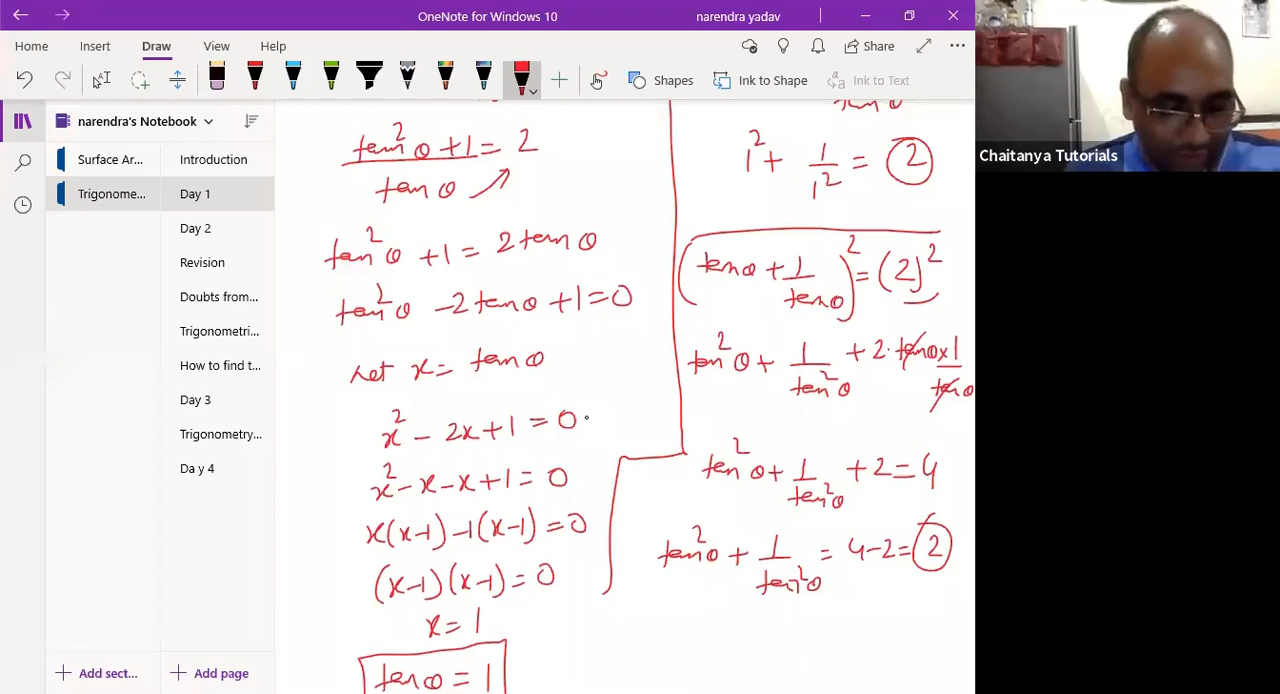 OneNote for Windows 10
narendra yadav
Home Insert Draw View Help
Share
Shapes
Ink to Shape
Ink to Text
narendra's Notebook
Surface Ar...
Trigonome...
Introduction
Day 1
Day 2
Revision
Doubts from...
Trigonometri...
How to find t...
Day 3
Trigonometry...
Da y 4
Add sect...
Add page
tan²θ + 1 = 2
tanθ
tan²θ + 1 = 2tanθ
tan²θ - 2tanθ + 1 = 0
Let x = tanθ
x² - 2x + 1 = 0
x² - x - x + 1 = 0
x(x-1) - 1(x-1) = 0
(x-1)(x-1) = 0
x = 1
tanθ = 1
tanθ
1² + 1/1² = 2
(tanθ + 1/tanθ)² = (2)²
tan²θ + 1/tan²θ + 2·tanθ×1/tanθ
tan²θ + 1/tan²θ + 2 = 4
tan²θ + 1/tan²θ = 4-2 = 2
Chaitanya Tutorials